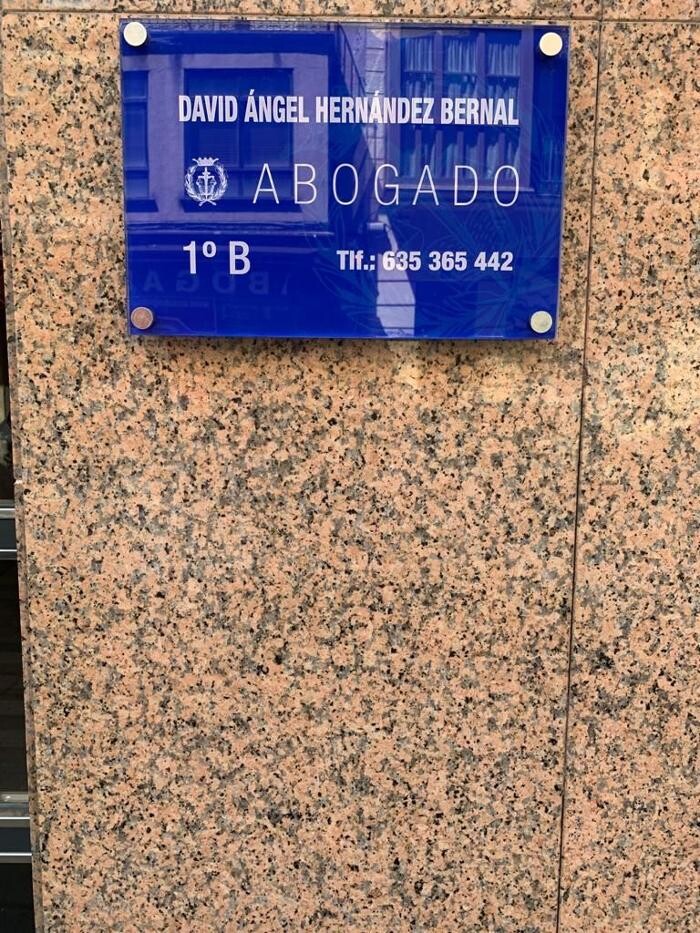 DAVID ÁNGEL HERNÁNDEZ BERNAL
ABOGADO
1º B Tlf.: 635 365 442